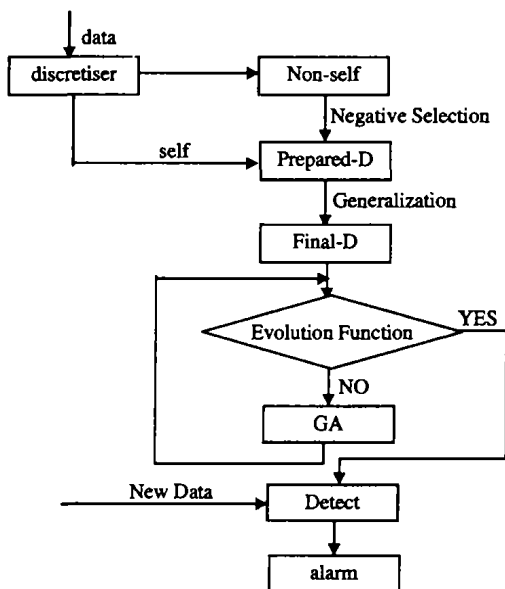 data
discretiser
Non-self
Negative Selection
self
Prepared-D
Generalization
Final-D
Evolution Function
YES
NO
GA
New Data
Detect
alarm